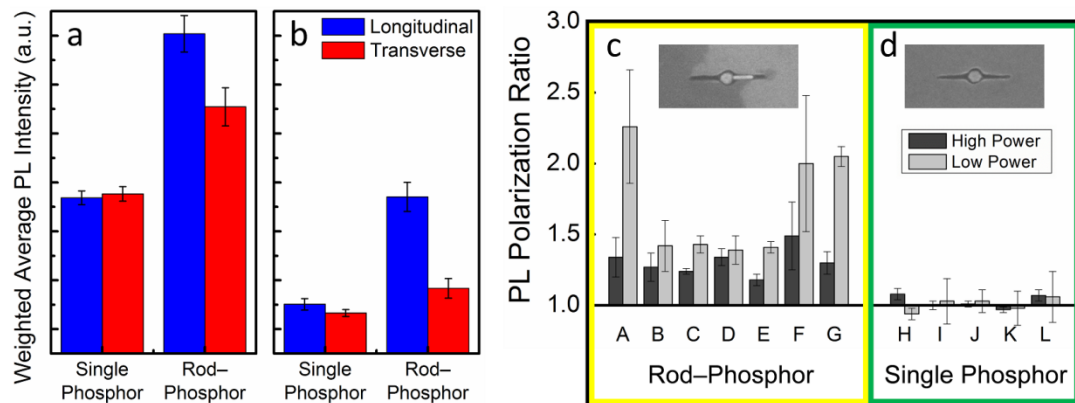 Weighted Average PL Intensity (a.u.)
a
b
Longitudinal
Transverse
Single
Phosphor
Rod–
Phosphor
Single
Phosphor
Rod–
Phosphor
PL Polarization Ratio
3.0
2.5
2.0
1.5
1.0
c
d
High Power
Low Power
A B C D E F G
H I J K L
Rod–Phosphor
Single Phosphor